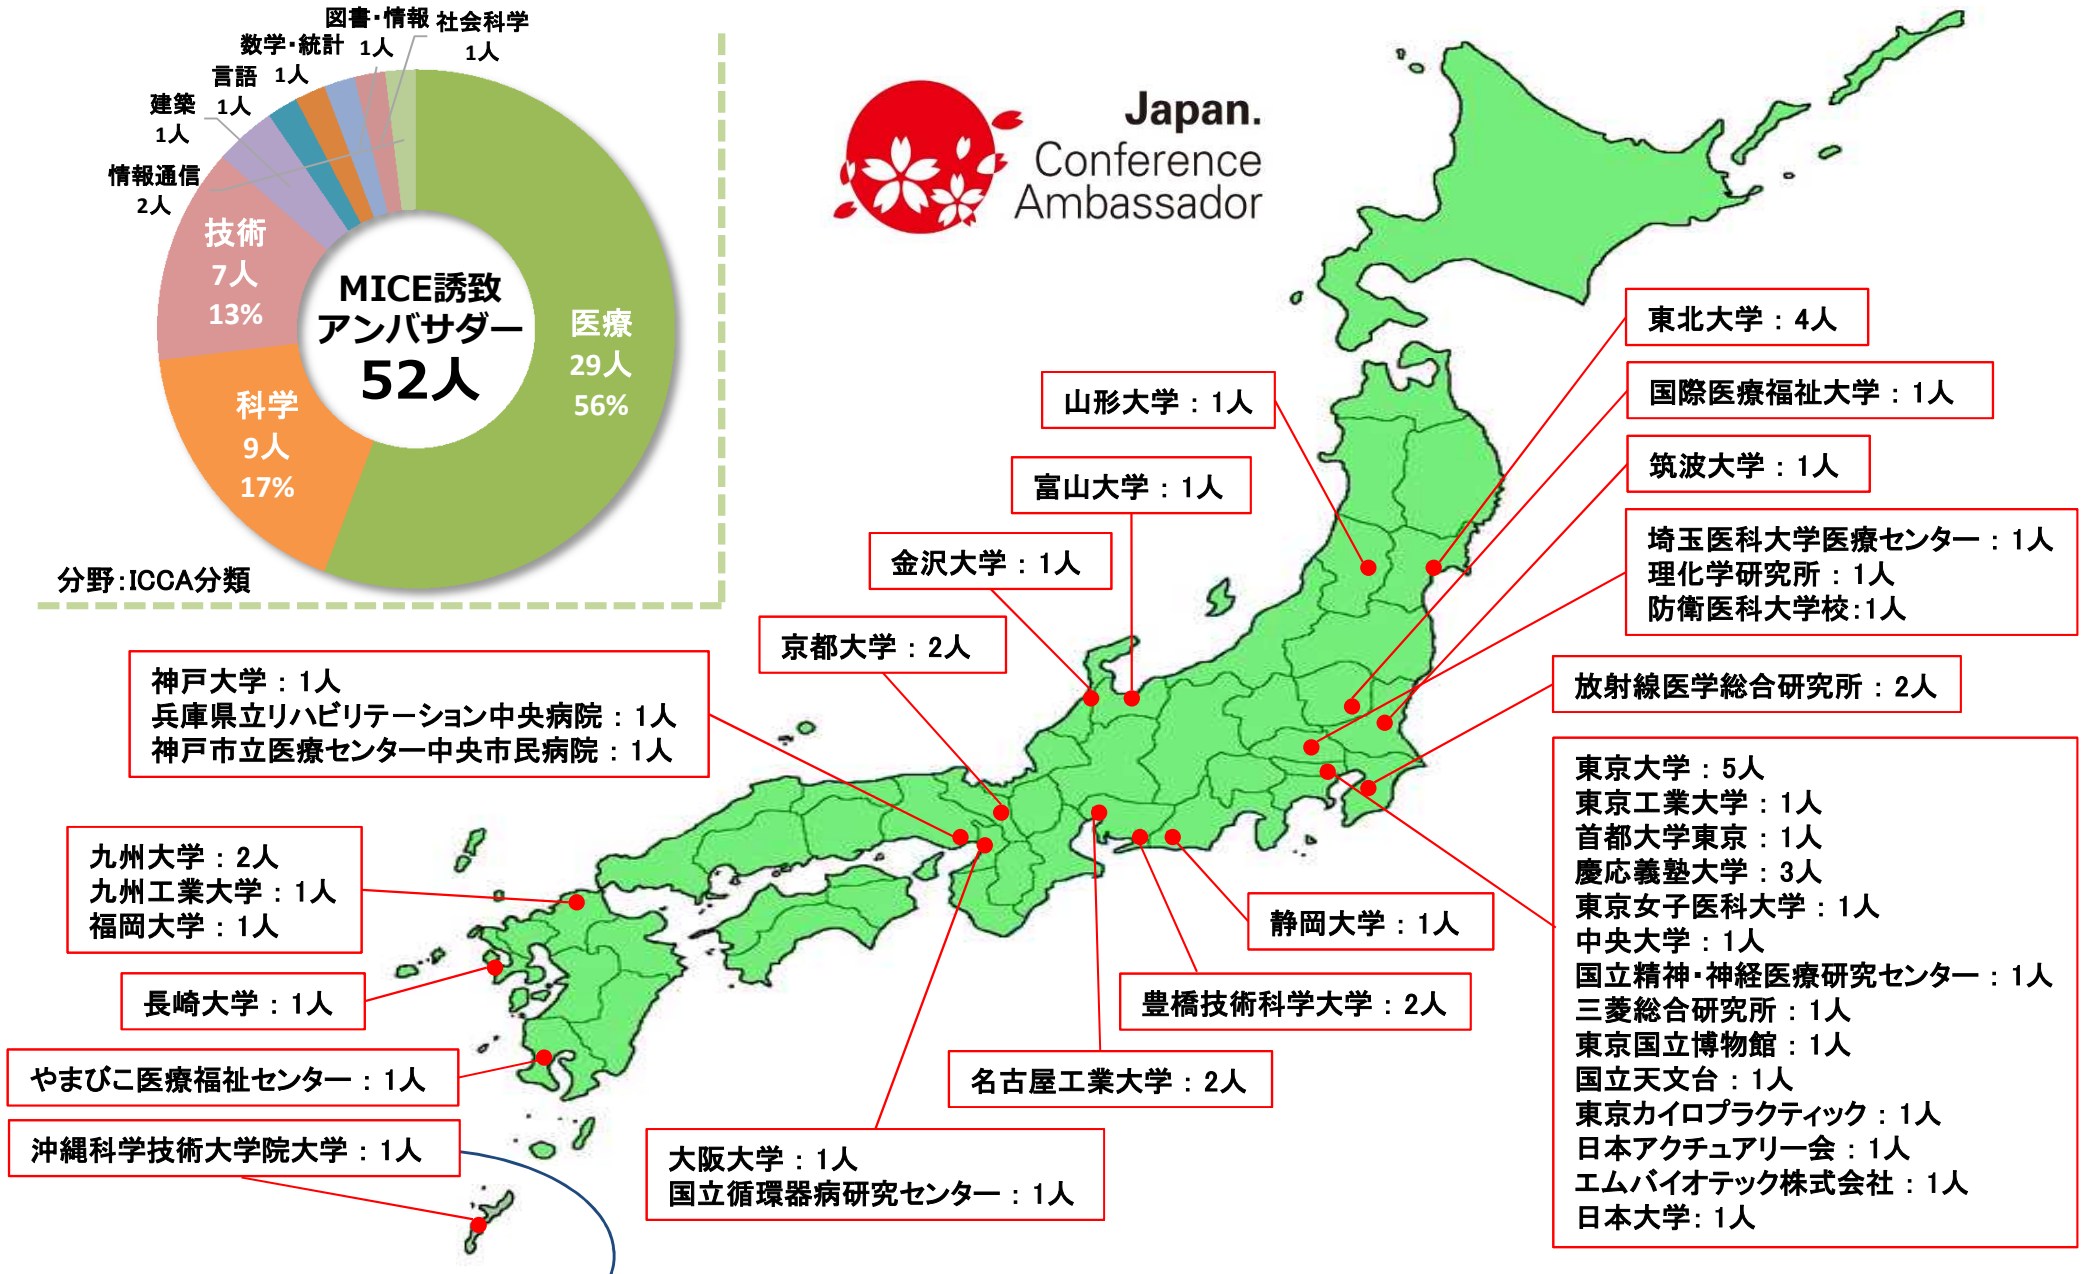 図書・情報
1人
社会科学
1人
数学・統計
1人
言語
1人
建築
1人
情報通信
2人
技術
7人
13%
科学
9人
17%
医療
29人
56%
MICE誘致
アンバサダー
52人
分野：ICCA分類
Japan.
Conference
Ambassador
東北大学：4人
国際医療福祉大学：1人
筑波大学：1人
埼玉医科大学医療センター：1人
理化学研究所：1人
防衛医科大学校：1人
放射線医学総合研究所：2人
東京大学：5人
東京工業大学：1人
首都大学東京：1人
慶応義塾大学：3人
東京女子医科大学：1人
中央大学：1人
国立精神・神経医療研究センター：1人
三菱総合研究所：1人
東京国立博物館：1人
国立天文台：1人
東京カイロプラクティック：1人
日本アクチュアリー会：1人
エムバイオテック株式会社：1人
日本大学：1人
山形大学：1人
富山大学：1人
金沢大学：1人
京都大学：2人
神戸大学：1人
兵庫県立リハビリテーション中央病院：1人
神戸市立医療センター中央市民病院：1人
九州大学：2人
九州工業大学：1人
福岡大学：1人
長崎大学：1人
やまびこ医療福祉センター：1人
沖縄科学技術大学院大学：1人
大阪大学：1人
国立循環器病研究センター：1人
名古屋工業大学：2人
豊橋技術科学大学：2人
静岡大学：1人